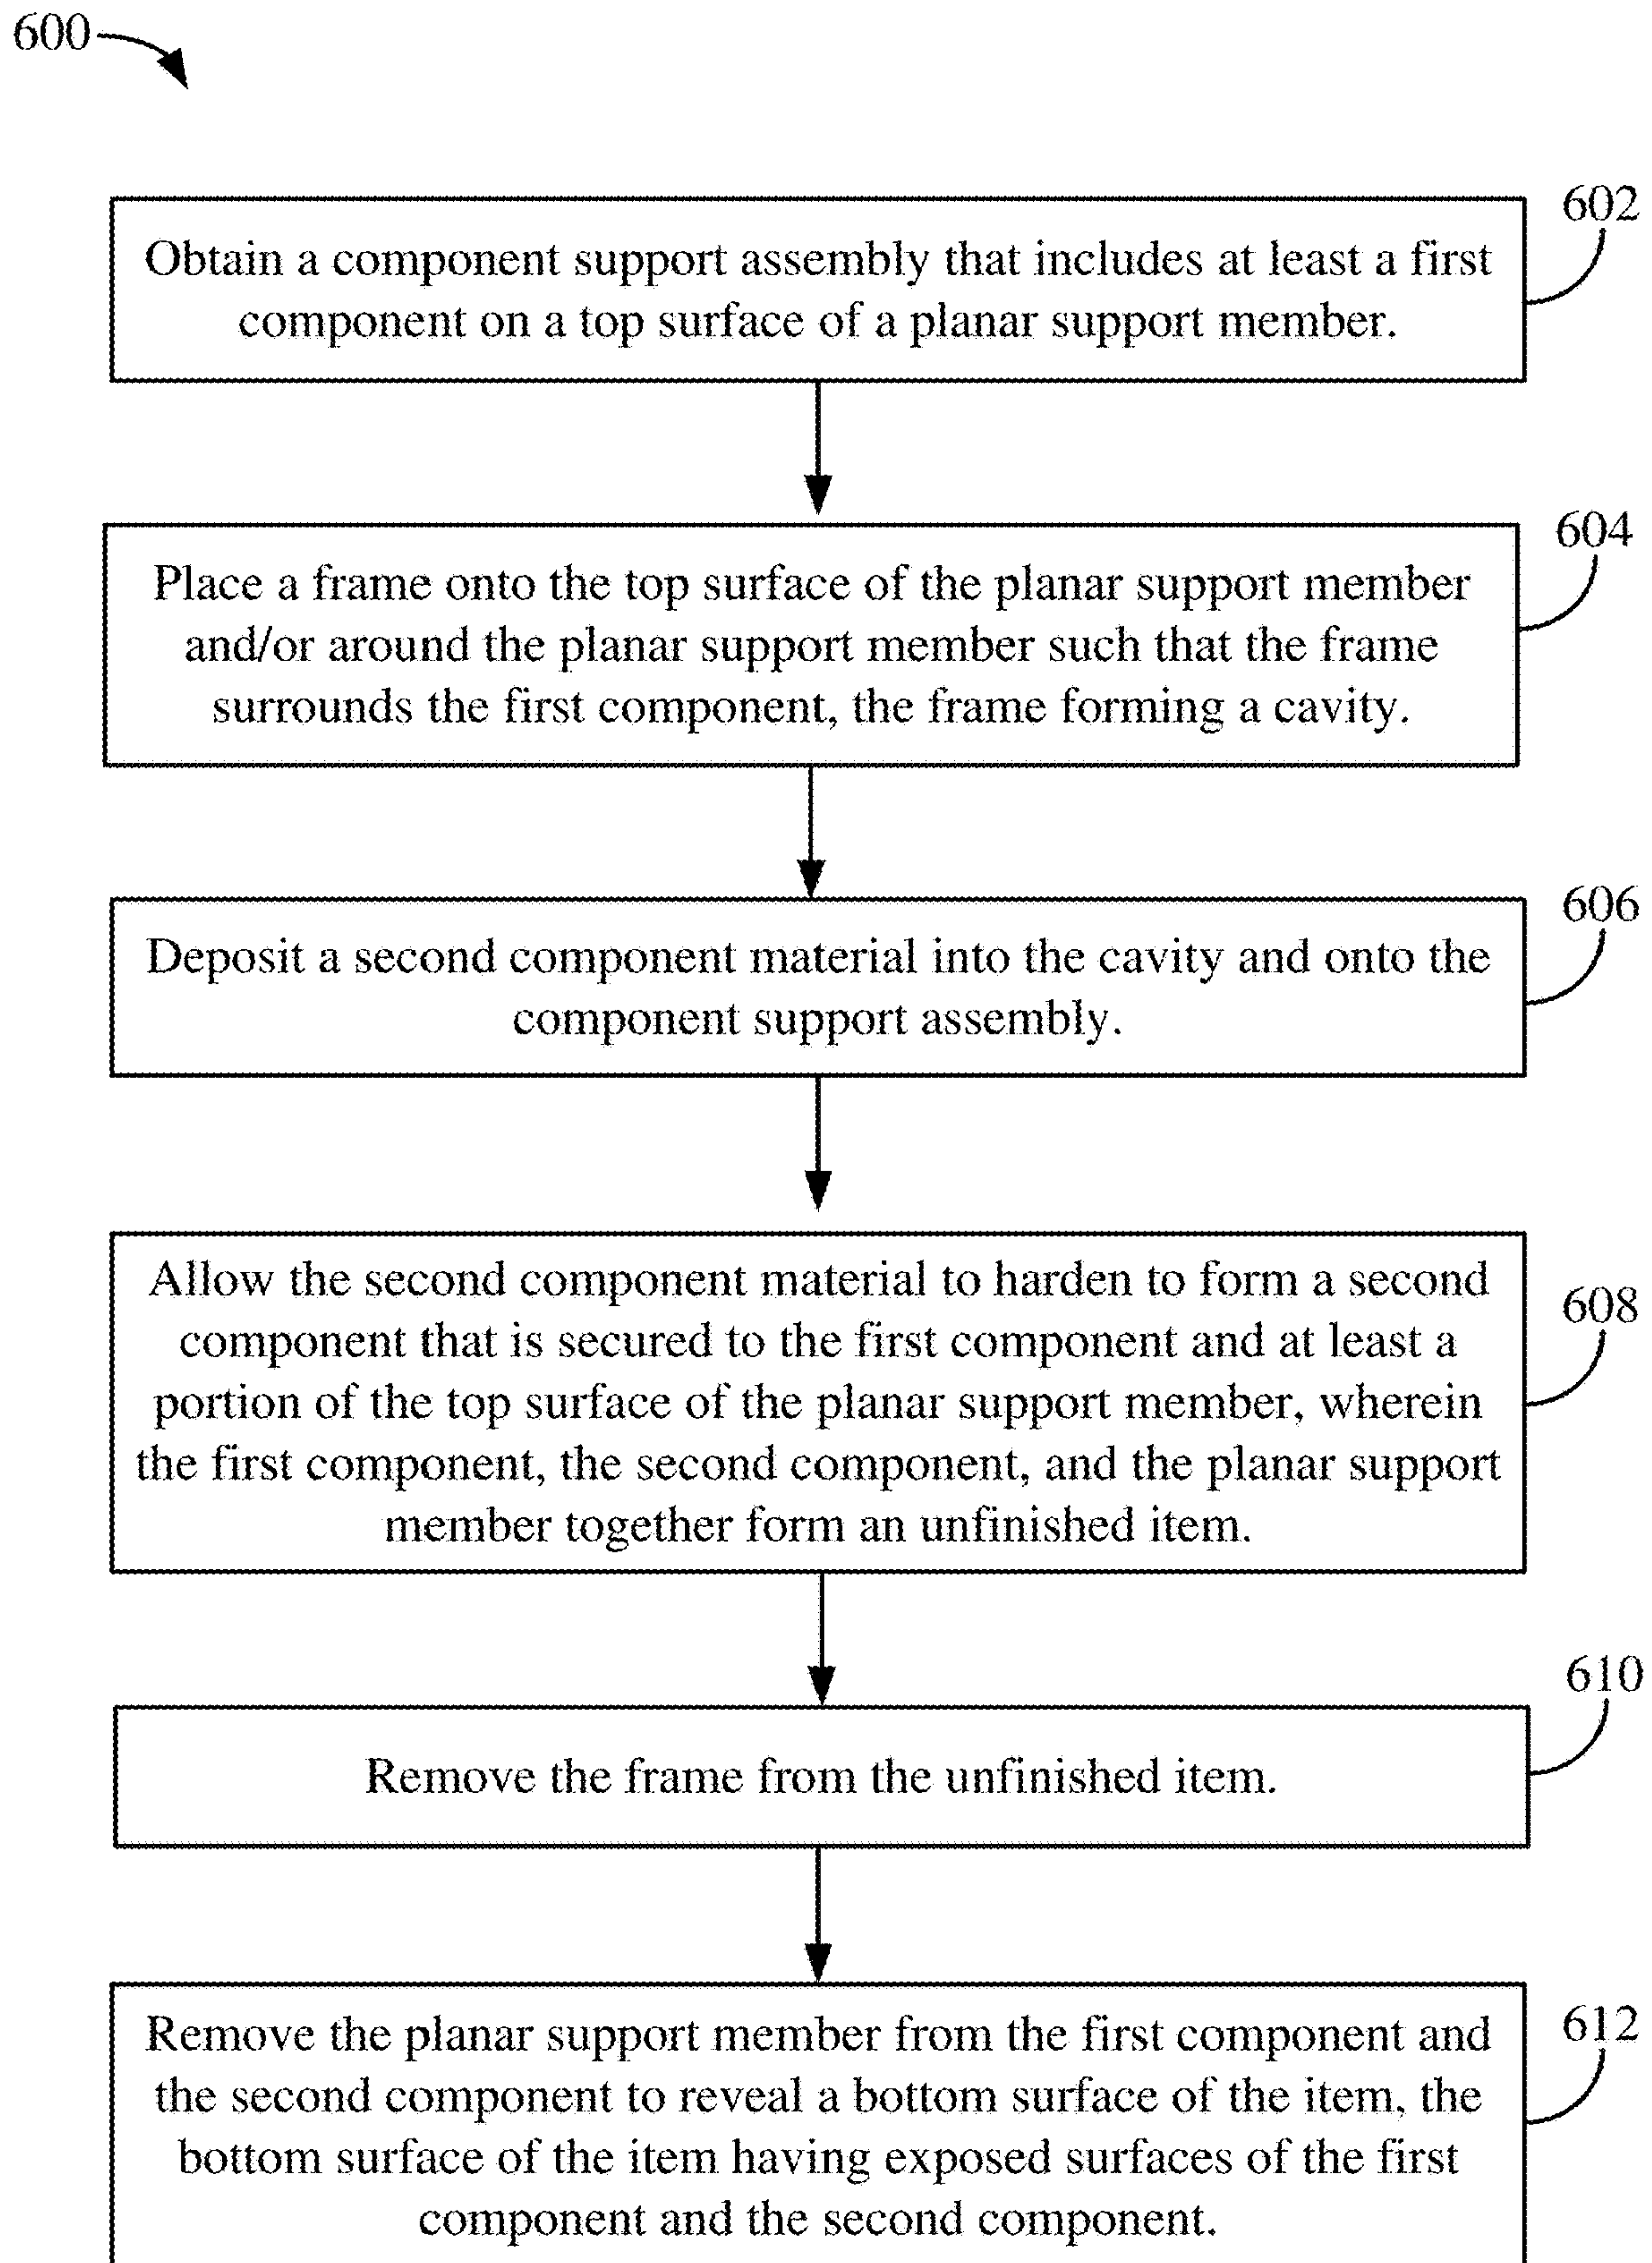 600
602
Obtain a component support assembly that includes at least a first
component on a top surface of a planar support member.
604
Place a frame onto the top surface of the planar support member
and/or around the planar support member such that the frame
surrounds the first component, the frame forming a cavity.
606
Deposit a second component material into the cavity and onto the
component support assembly.
608
Allow the second component material to harden to form a second
component that is secured to the first component and at least a
portion of the top surface of the planar support member, wherein
the first component, the second component, and the planar support
member together form an unfinished item.
610
Remove the frame from the unfinished item.
612
Remove the planar support member from the first component and
the second component to reveal a bottom surface of the item, the
bottom surface of the item having exposed surfaces of the first
component and the second component.